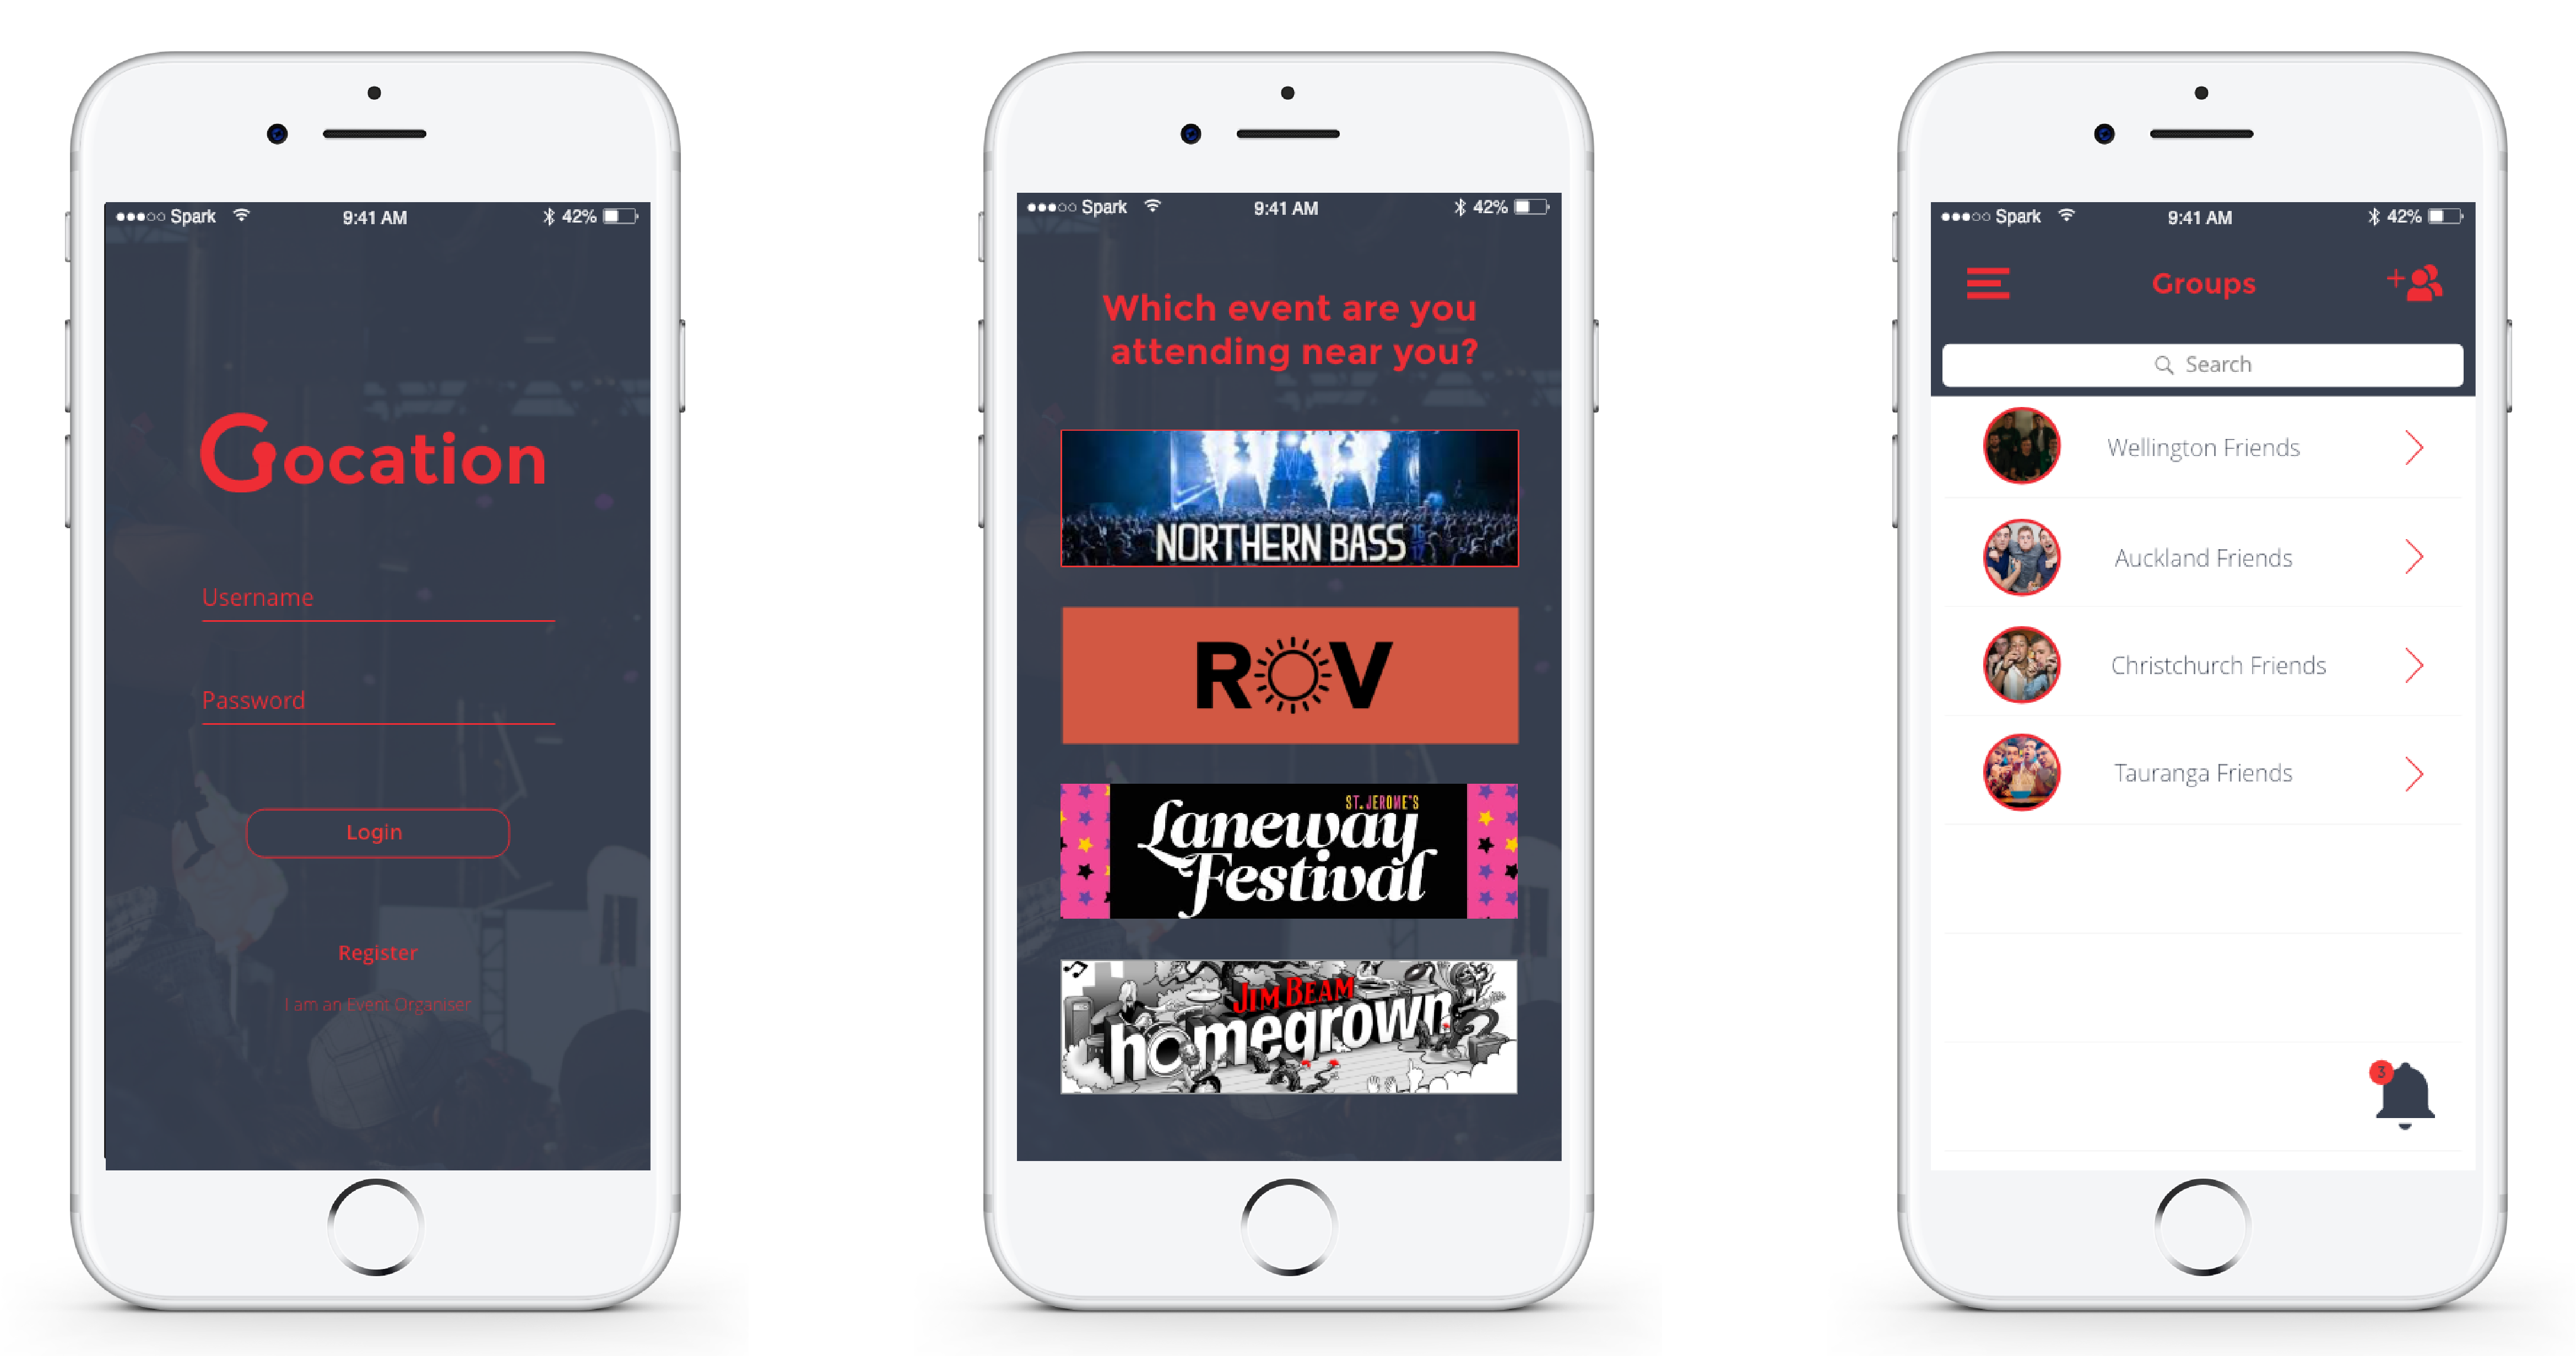 Spark 9:41 AM 42%
Gocation
Username
Password
Login
Register
I am an Event Organiser
Spark 9:41 AM 42%
Which event are you
attending near you?
NORTHERN BASS
ROV
ST. JEROME'S
Laneway
Festival
JIM BEAM
homegrown
Spark 9:41 AM 42%
Groups
Search
Wellington Friends
Auckland Friends
Christchurch Friends
Tauranga Friends
3